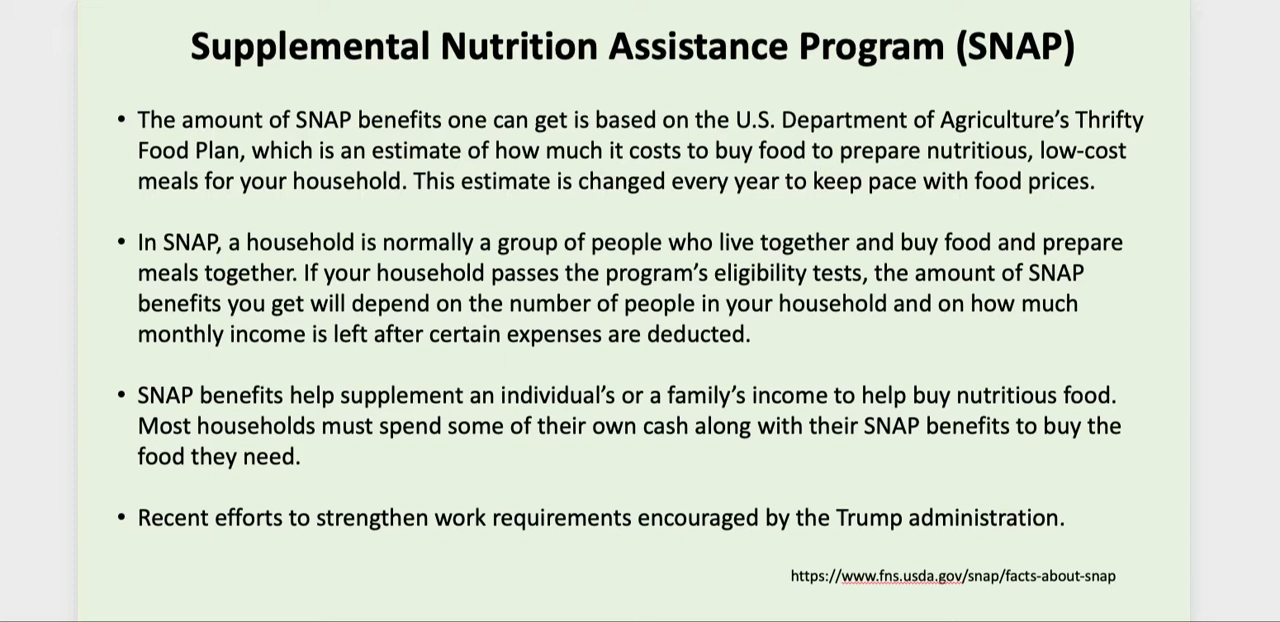 Supplemental Nutrition Assistance Program (SNAP)
• The amount of SNAP benefits one can get is based on the U.S. Department of Agriculture’s Thrifty
Food Plan, which is an estimate of how much it costs to buy food to prepare nutritious, low-cost
meals for your household. This estimate is changed every year to keep pace with food prices.
• In SNAP, a household is normally a group of people who live together and buy food and prepare
meals together. If your household passes the program’s eligibility tests, the amount of SNAP
benefits you get will depend on the number of people in your household and on how much
monthly income is left after certain expenses are deducted.
• SNAP benefits help supplement an individual’s or a family’s income to help buy nutritious food.
Most households must spend some of their own cash along with their SNAP benefits to buy the
food they need.
• Recent efforts to strengthen work requirements encouraged by the Trump administration.
https://www.fns.usda.gov/snap/facts-about-snap